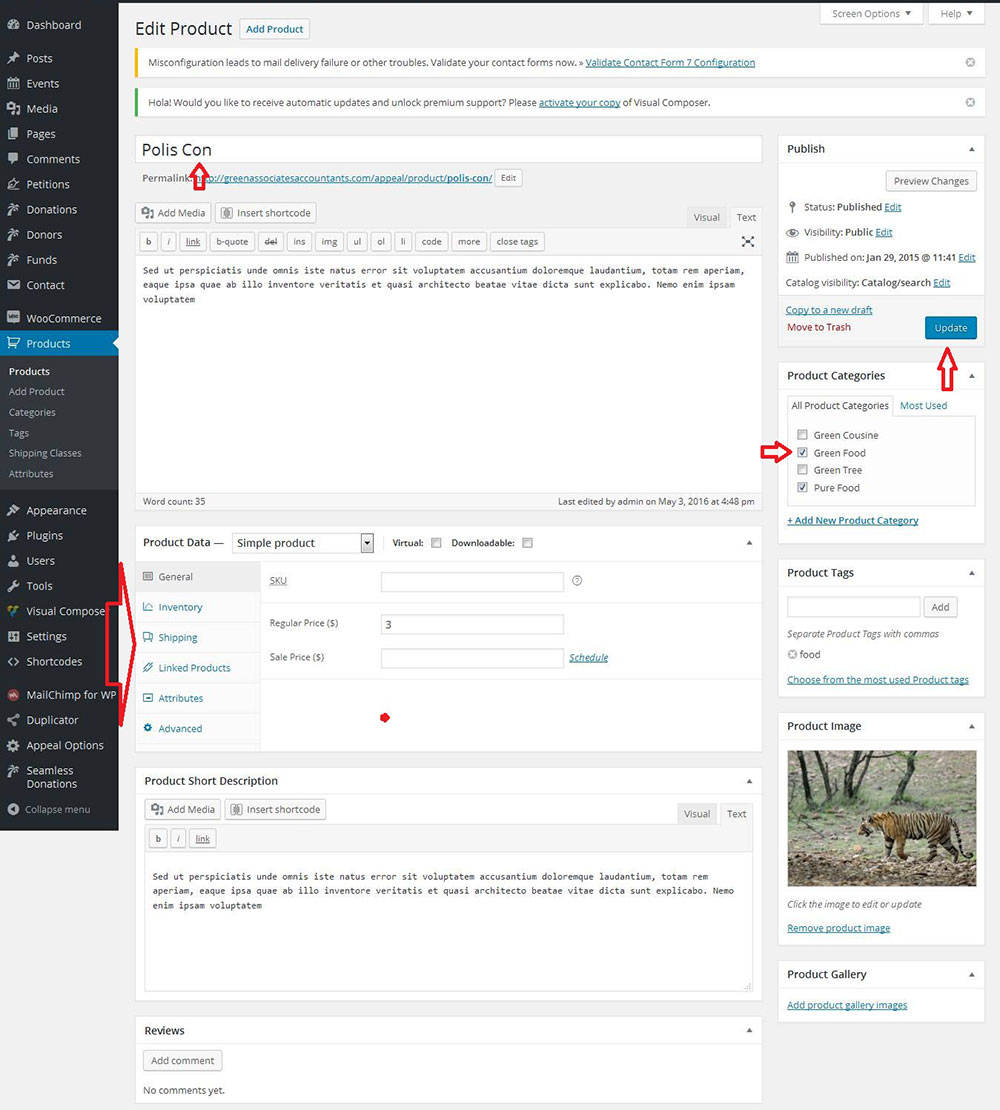 Screen Options
Help
Dashboard
Posts
Events
Media
Pages
Comments
Petitions
Donations
Donors
Funds
Contact
WooCommerce
Products
Products
Add Product
Categories
Tags
Shipping Classes
Attributes
Appearance
Plugins
Users
Tools
Visual Compose
Settings
Shortcodes
MailChimp for WP
Duplicator
Appeal Options
Seamless
Donations
Collapse menu
Edit Product Add Product
Misconfiguration leads to mail delivery failure or other troubles. Validate your contact forms now. » Validate Contact Form 7 Configuration
Hola! Would you like to receive automatic updates and unlock premium support? Please activate your copy of Visual Composer.
Polis Con
Permalink: http://greenassociatesaccountants.com/appeal/product/polis-con/ Edit
Add Media Insert shortcode Visual Text
b i link b-quote del ins img ul ol li code more close tags
Sed ut perspiciatis unde omnis iste natus error sit voluptatem accusantium doloremque laudantium, totam rem aperiam,
eaque ipsa quae ab illo inventore veritatis et quasi architecto beatae vitae dicta sunt explicabo. Nemo enim ipsam
voluptatem
Word count: 35 Last edited by admin on May 3, 2016 at 4:48 pm
Product Data — Simple product Virtual: Downloadable:
General
Inventory
Shipping
Linked Products
Attributes
Advanced
SKU
Regular Price ($) 3
Sale Price ($) Schedule
Product Short Description
Add Media Insert shortcode Visual Text
b i link
Sed ut perspiciatis unde omnis iste natus error sit voluptatem accusantium doloremque laudantium, totam rem
aperiam, eaque ipsa quae ab illo inventore veritatis et quasi architecto beatae vitae dicta sunt explicabo. Nemo
enim ipsam voluptatem
Reviews
Add comment
No comments yet.
Publish
Preview Changes
Status: Published Edit
Visibility: Public Edit
Published on: Jan 29, 2015 @ 11:41 Edit
Catalog visibility: Catalog/search Edit
Copy to a new draft
Move to Trash Update
Product Categories
All Product Categories Most Used
Green Cousine
Green Food
Green Tree
Pure Food
+ Add New Product Category
Product Tags
Add
Separate Product Tags with commas
food
Choose from the most used Product tags
Product Image
Click the image to edit or update
Remove product image
Product Gallery
Add product gallery images